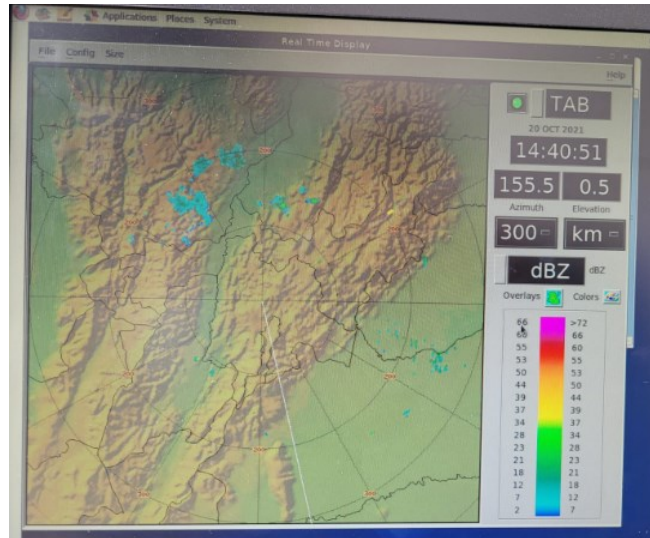 Applications Places System
Real Time Display
File Config Size
Help
TAB
20 OCT 2021
14:40:51
155.5 0.5
Azimuth Elevation
300 km
dBZ dBZ
Overlays Colors
66 >72
60 66
55 60
53 55
50 53
44 50
39 44
37 39
34 37
28 34
23 28
21 23
18 21
12 18
7 12
2 7